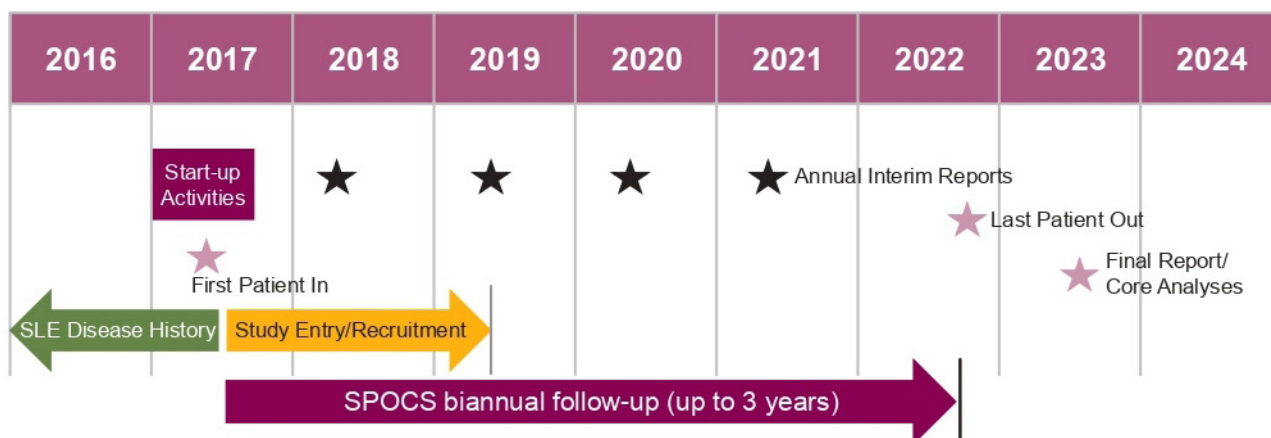 2016 2017 2018 2019 2020 2021 2022 2023 2024
Start-up
Activities
Annual Interim Reports
Last Patient Out
First Patient In
Final Report/
Core Analyses
SLE Disease History
Study Entry/Recruitment
SPOCS biannual follow-up (up to 3 years)